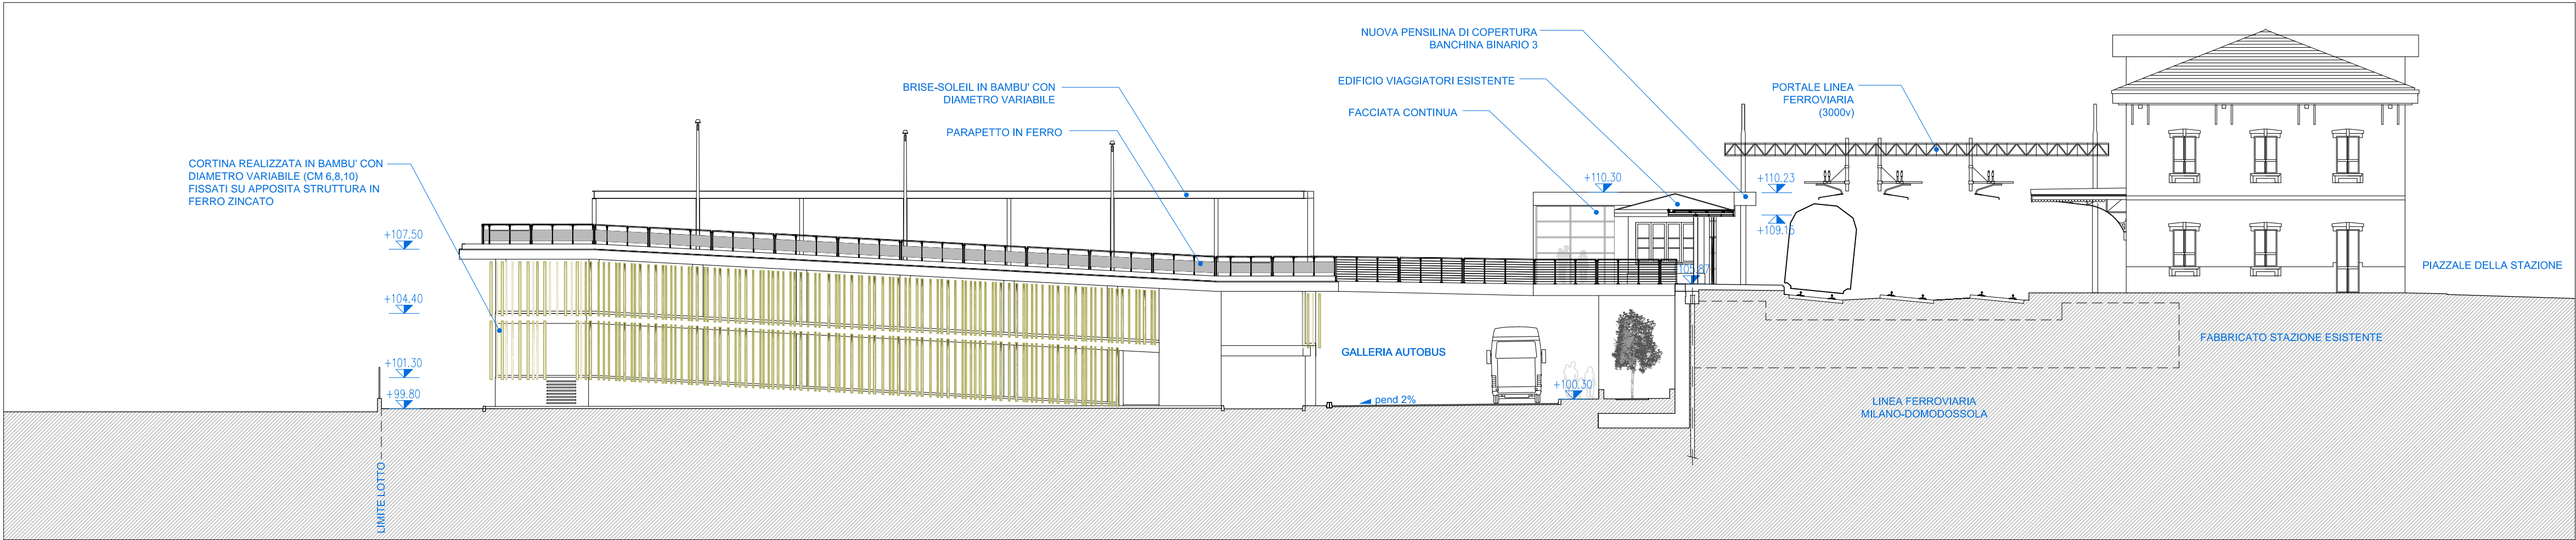 NUOVA PENSILINA DI COPERTURA
BANCHINA BINARIO 3
EDIFICIO VIAGGIATORI ESISTENTE
FACCIATA CONTINUA
BRISE-SOLEIL IN BAMBU' CON
DIAMETRO VARIABILE
PARAPETTO IN FERRO
PORTALE LINEA
FERROVIARIA
(3000v)
CORTINA REALIZZATA IN BAMBU' CON
DIAMETRO VARIABILE (CM 6,8,10)
FISSATI SU APPOSITA STRUTTURA IN
FERRO ZINCATO
+110.30
+110.23
+109.15
+107.50
+105.87
+104.40
+101.30
+99.80
+100.30
PIAZZALE DELLA STAZIONE
FABBRICATO STAZIONE ESISTENTE
GALLERIA AUTOBUS
pend 2%
LINEA FERROVIARIA
MILANO-DOMODOSSOLA
LIMITE LOTTO